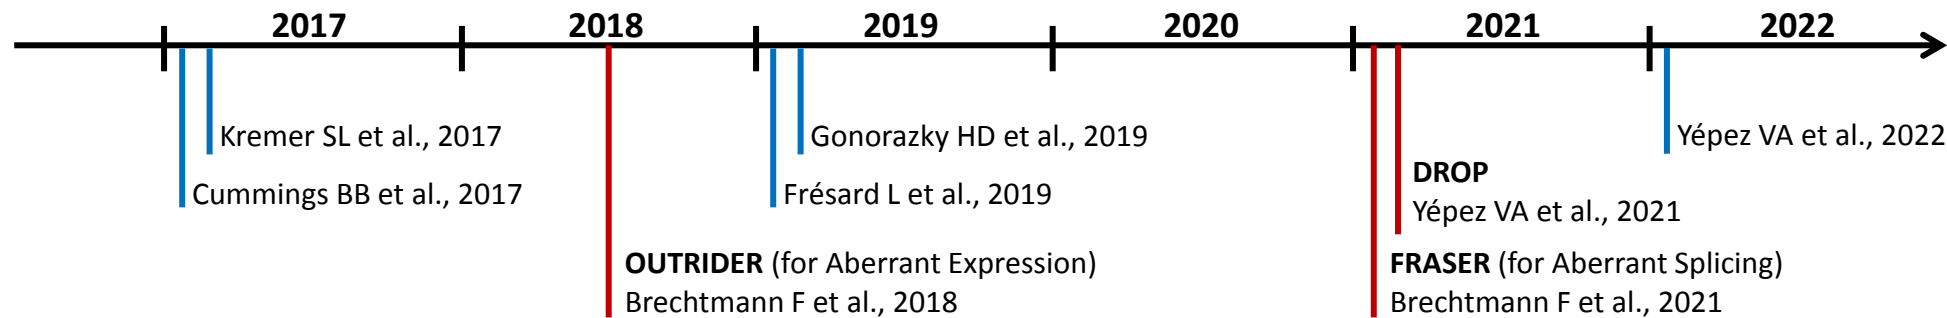 2017 2018 2019 2020 2021 2022
Kremer SL et al., 2017
Cummings BB et al., 2017
OUTRIDER (for Aberrant Expression)
Brechtmann F et al., 2018
Gonorazky HD et al., 2019
Frésard L et al., 2019
DROP
Yépez VA et al., 2021
FRASER (for Aberrant Splicing)
Brechtmann F et al., 2021
Yépez VA et al., 2022